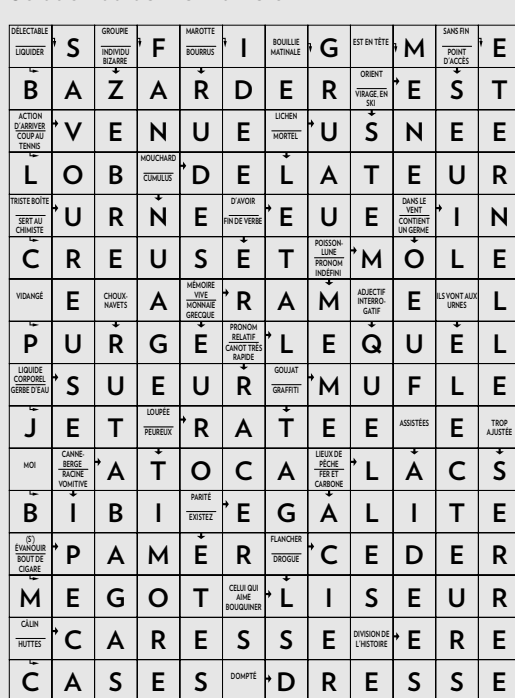 DÉLECTABLE LIQUIDER S GROUPIE INDIVIDU BIZARRE F MAROTTE BOURRUS I BOUILLIE MATINALE G EST EN TÊTE M SANS FIN POINT D'ACCÈS E
B A Z A R D E R ORIENT VIRAGE EN SKI E S T
ACTION D'ARRIVER COUP AU TENNIS V E N U E LICHEN MORTEL U S N E E
L O B MOUCHARD CUMULUS D E L A T E U R
TRISTE BOÎTE SERT AU CHIMISTE U R N E D'AVOIR FIN DE VERBE E U E DANS LE VENT CONTIENT UN GERME I N
C R E U S E T POISSON-LUNE PRONOM INDÉFINI M O L E
VIDANGÉ E CHOUX-NAVETS A MÉMOIRE VIVE MONNAIE GRECQUE R A M ADJECTIF INTERRO-GATIF E ILS VONT AUX URNES L
P U R G E PRONOM RELATIF CANOT TRÈS RAPIDE L E Q U E L
LIQUIDE CORPOREL GERBE D'EAU S U E U R GOUJAT GRAFFITI M U F L E
J E T LOUPÉE PEUREUX R A T E E ASSISTÉES E TROP AJUSTÉE
MOI CANNE-BERGE RACINE VOMITIVE A T O C A LIEUX DE PÊCHE FER ET CARBONE L A C S
B I B I PARITÉ EXISTEZ E G A L I T E
(S') ÉVANOUIR BOUT DE CIGARE P A M E R FLANCHER DROGUE C E D E R
M E G O T CELUI QUI AIME BOUQUINER L I S E U R
CÂLIN HUTTES C A R E S S E DIVISION DE L'HISTOIRE E R E
C A S E S DOMPTÉ D R E S S E